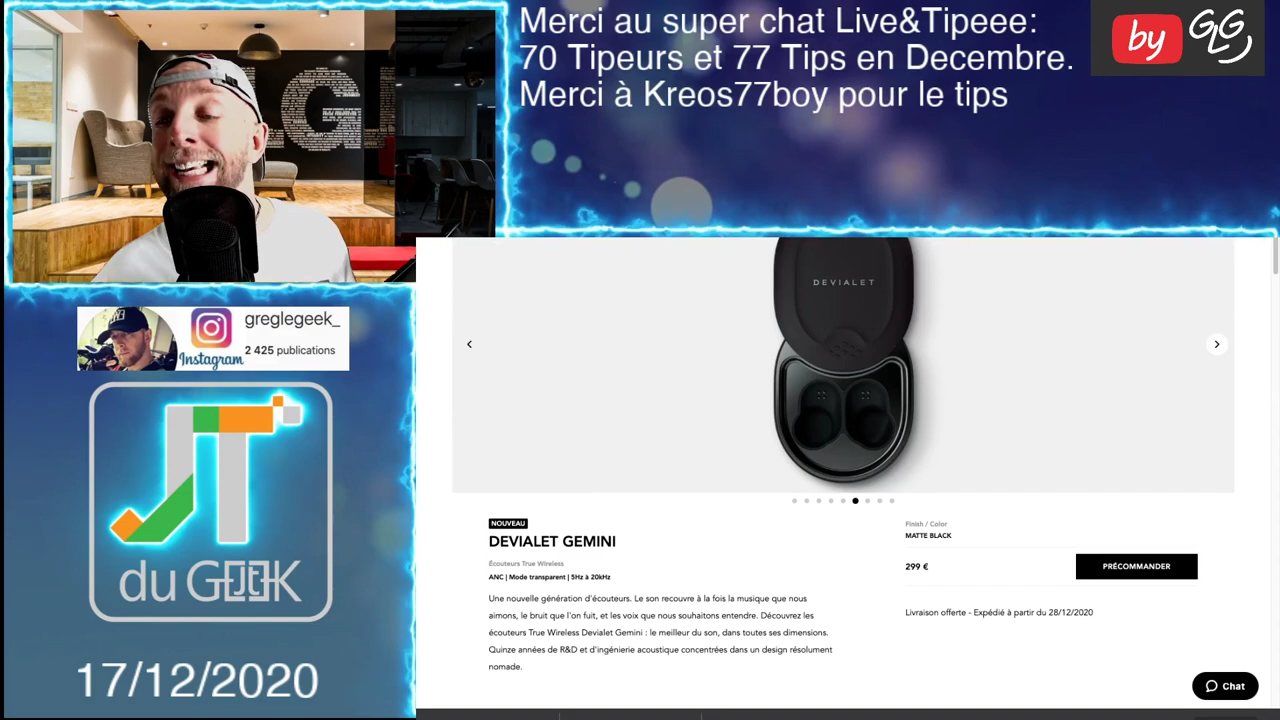 Merci au super chat Live&Tipeee:
70 Tipeurs et 77 Tips en Decembre.
Merci à Kreos77hoy pour le tips
by GLG
greglegeek_
Instagram
2 425 publications
JT
du GEEK
17/12/2020
DEVIALET
NOUVEAU
DEVIALET GEMINI
Écouteurs True Wireless
ANC | Mode transparent | 5Hz à 20kHz
Une nouvelle génération d'écouteurs. Le son recouvre à la fois la musique que nous
aimons, le bruit que l'on fuit, et les voix que nous souhaitons entendre. Découvrez les
écouteurs True Wireless Devialet Gemini : le meilleur du son, dans toutes ses dimensions.
Quinze années de R&D et d'ingénierie acoustique concentrées dans un design résolument
nomade.
Finish / Color
MATTE BLACK
299 €
PRÉCOMMANDER
Livraison offerte - Expédié à partir du 28/12/2020
Chat